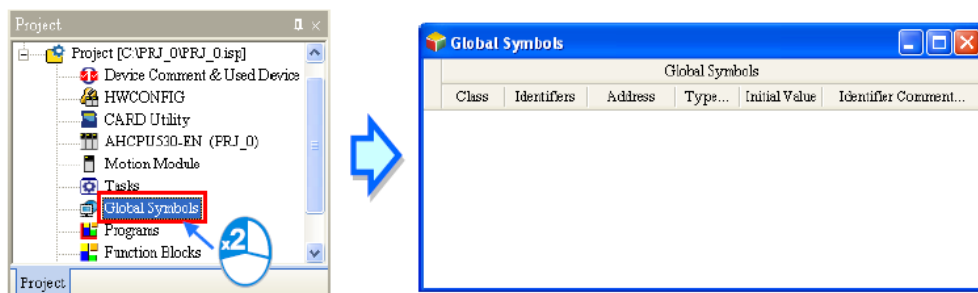 Project
Project [C:\PRJ_0\PRJ_0.isp]
Device Comment & Used Device
HWCONFIG
CARD Utility
AHCPU530-EN (PRJ_0)
Motion Module
Tasks
Global Symbols
Programs
Function Blocks
x2
Project
Global Symbols
Global Symbols
Class Identifiers Address Type... Initial Value Identifier Comment...